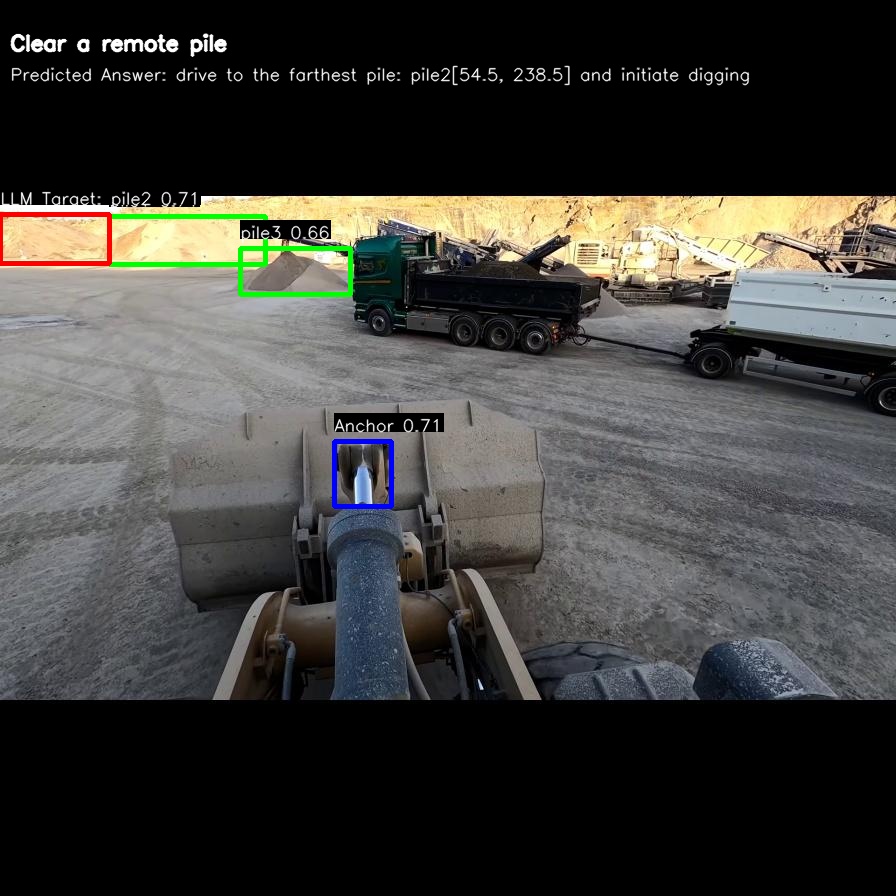 Clear a remote pile
Predicted Answer: drive to the farthest pile: pile2[54.5, 238.5] and initiate digging
LLM Target: pile2 0.71
pile3 0.66
Anchor 0.71